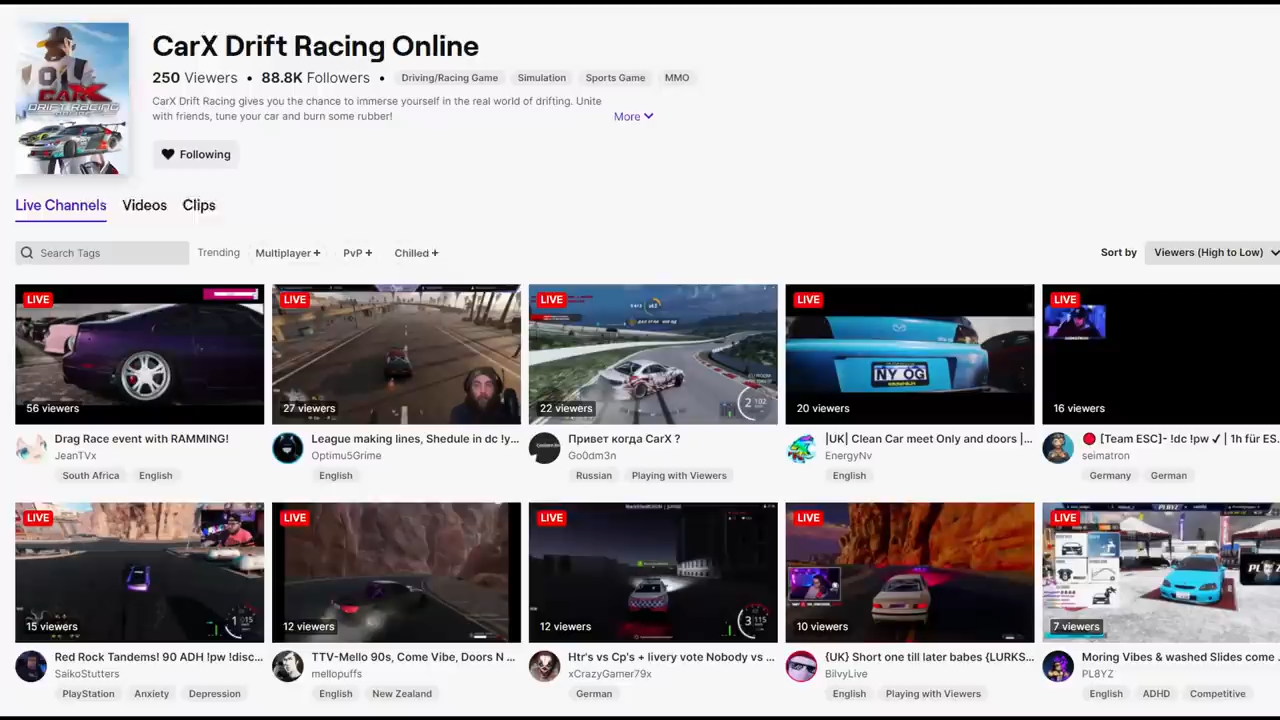 CarX Drift Racing Online
250 Viewers • 88.8K Followers • Driving/Racing Game Simulation Sports Game MMO
CarX Drift Racing gives you the chance to immerse yourself in the real world of drifting. Unite
with friends, tune your car and burn some rubber!
More
Following
CARX
DRIFT RACING
ONLINE
Live Channels Videos Clips
Search Tags Trending Multiplayer + PvP + Chilled + Sort by Viewers (High to Low)
LIVE LIVE LIVE LIVE LIVE
NY OG
56 viewers 27 viewers 22 viewers 20 viewers 16 viewers
Drag Race event with RAMMING! League making lines, Shedule in dc !y... Привет когда CarX ? |UK| Clean Car meet Only and doors |... [Team ESC]- !dc !pw ✓ | 1h für ES.
JeanTVx Optimu5Grime Go0dm3n EnergyNv seimatron
South Africa English English Russian Playing with Viewers English Germany German
LIVE LIVE LIVE LIVE LIVE
15 viewers 12 viewers 12 viewers 10 viewers 7 viewers
Red Rock Tandems! 90 ADH !pw !disc... TTV-Mello 90s, Come Vibe, Doors N ... Htr's vs Cp's + livery vote Nobody vs ... {UK} Short one till later babes {LURKS... Moring Vibes & washed Slides come .
SaikoStutters mellopuffs xCrazyGamer79x BilvyLive PL8YZ
PlayStation Anxiety Depression English New Zealand German English Playing with Viewers English ADHD Competitive